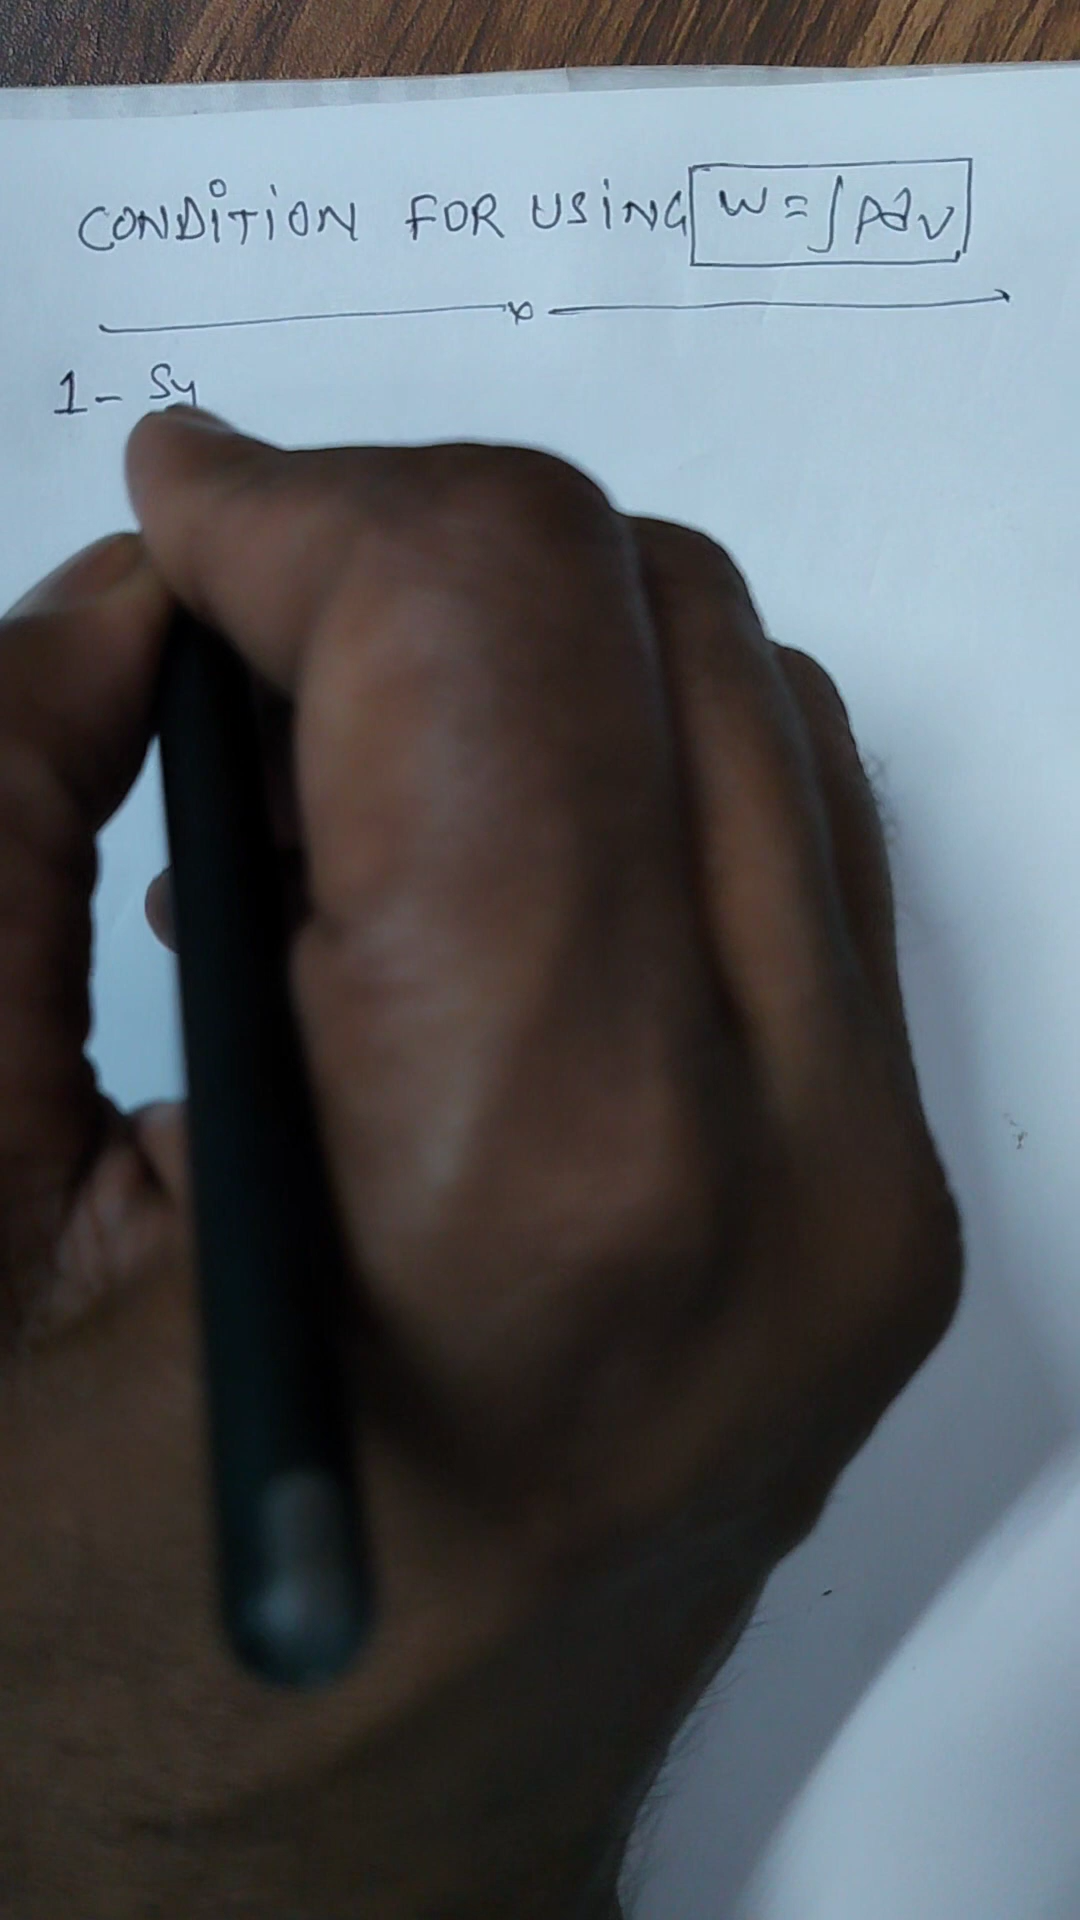 CONDITION FOR USING W = ∫ PdV
1- Sy